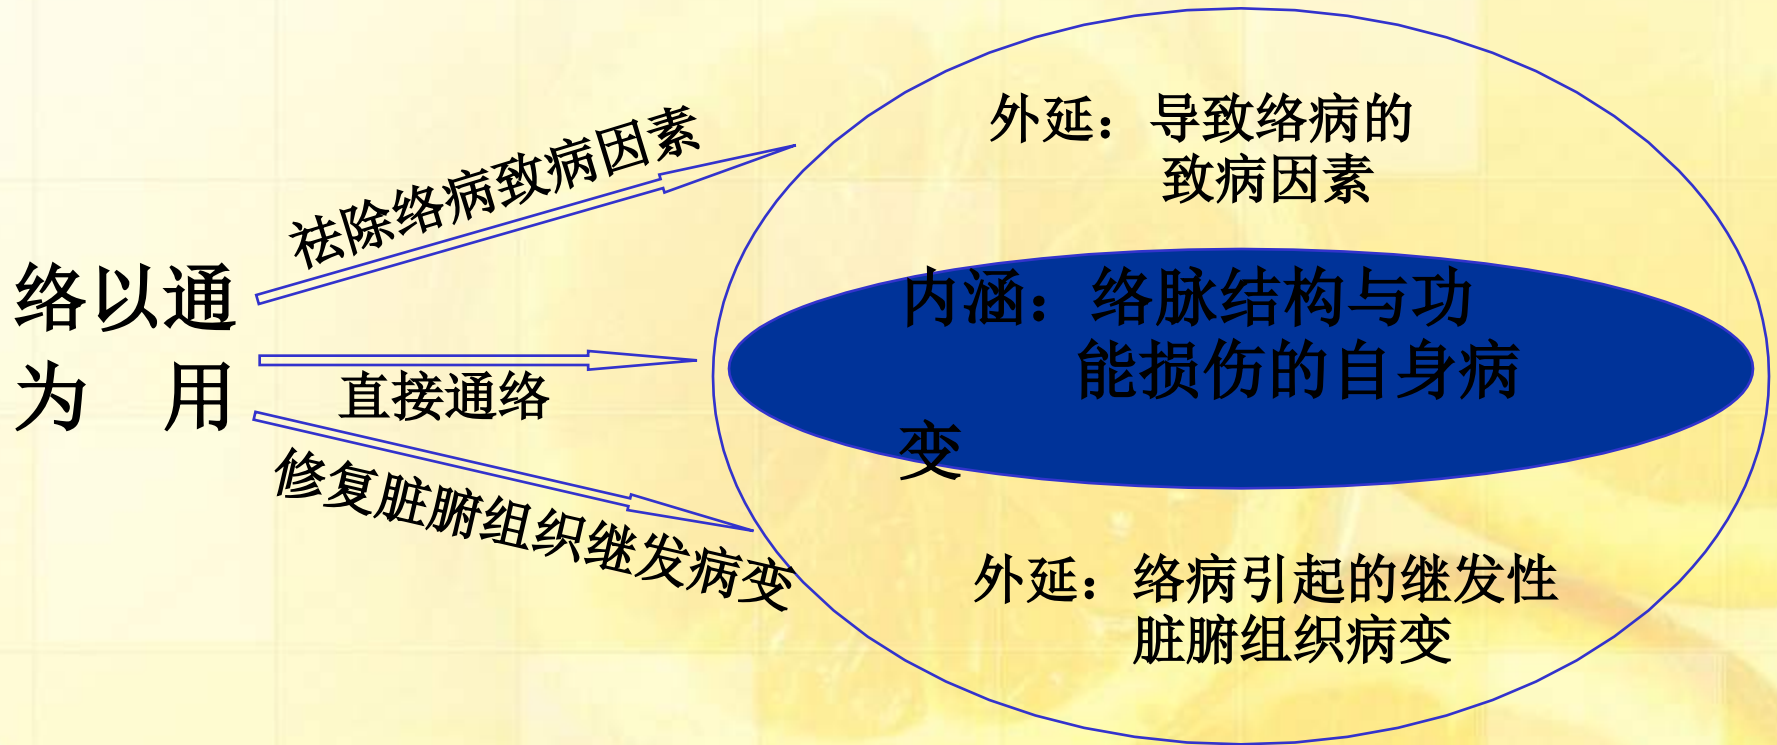 络以通
为 用
祛除络病致病因素
直接通络
修复脏腑组织继发病变
外延：导致络病的
致病因素
内涵：络脉结构与功
能损伤的自身病
变
外延：络病引起的继发性
脏腑组织病变